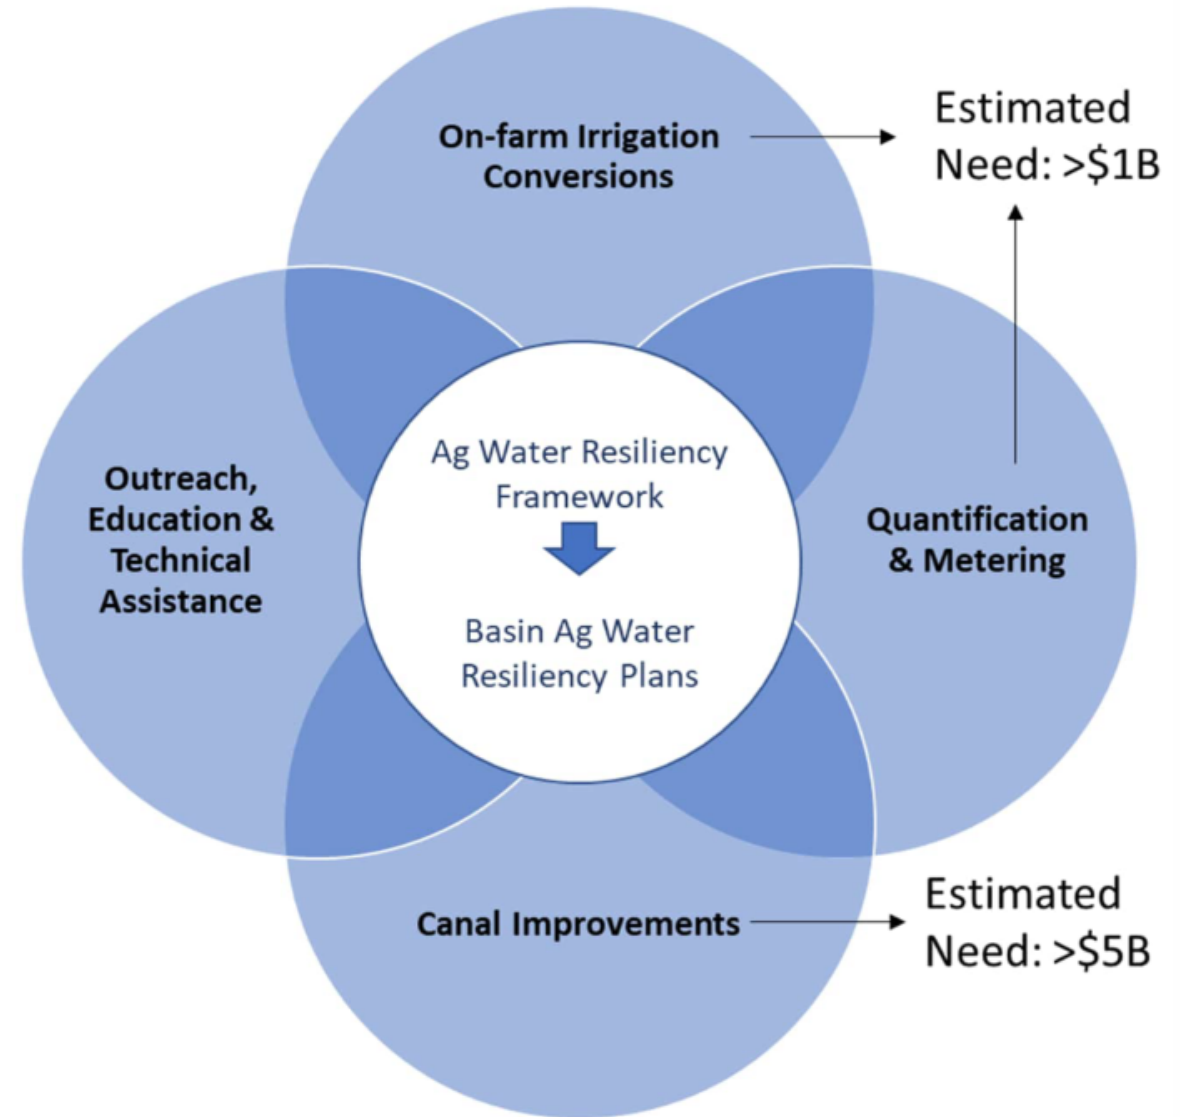 On-farm Irrigation
Conversions
Estimated
Need: >$1B
Outreach,
Education &
Technical
Assistance
Ag Water Resiliency
Framework
Basin Ag Water
Resiliency Plans
Quantification
& Metering
Canal Improvements
Estimated
Need: >$5B